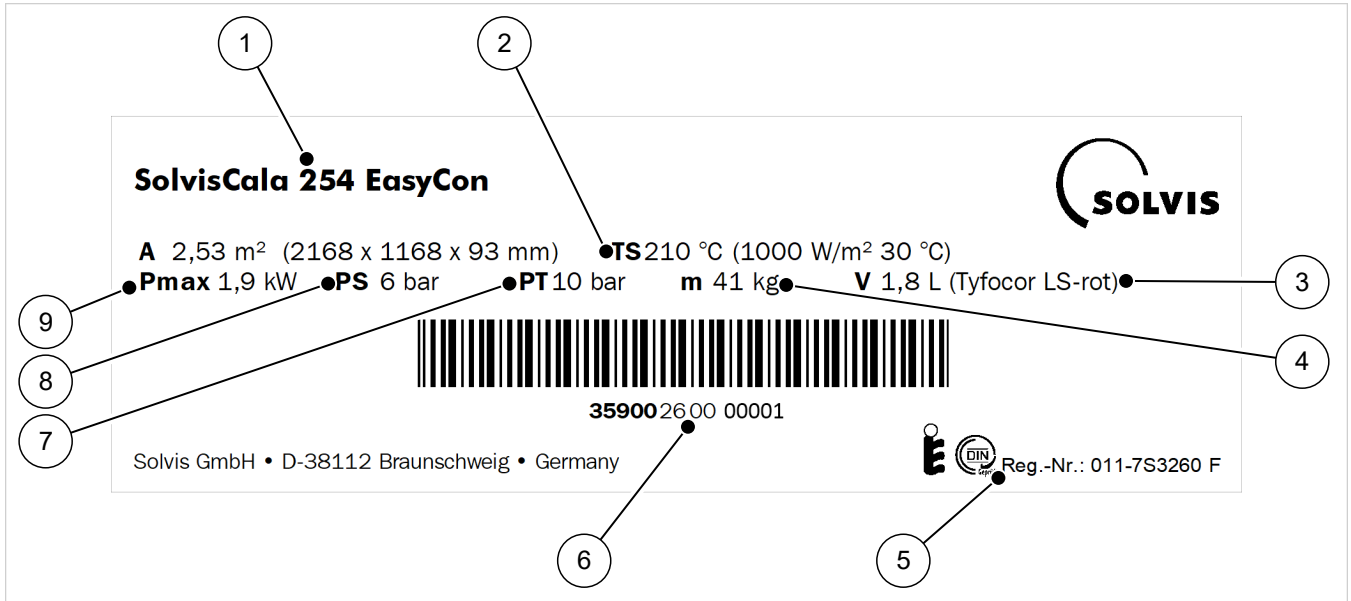 1
2
SolvisCala 254 EasyCon
SOLVIS
A 2,53 m² (2168 x 1168 x 93 mm) TS 210 °C (1000 W/m² 30 °C)
Pmax 1,9 kW PS 6 bar PT 10 bar m 41 kg V 1,8 L (Tyfocor LS-rot)
3
9
4
8
7
35900 2600 00001
Solvis GmbH • D-38112 Braunschweig • Germany
DIN
Reg.-Nr.: 011-7S3260 F
6
5